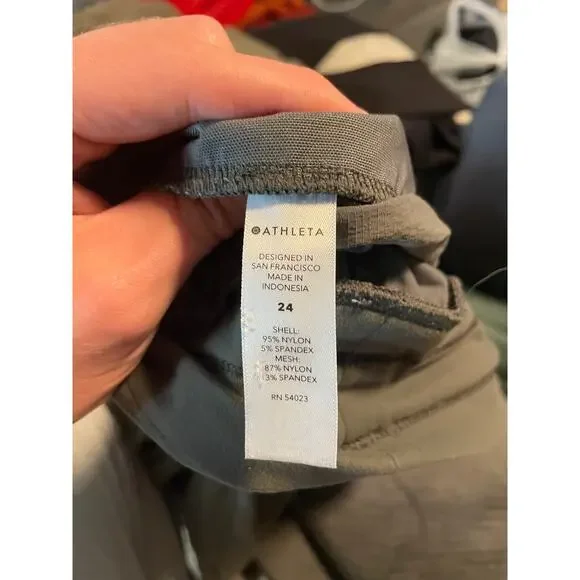 ATHLETA
DESIGNED IN
SAN FRANCISCO
MADE IN
INDONESIA
24
SHELL:
95% NYLON
5% SPANDEX
MESH:
87% NYLON
13% SPANDEX
RN 54023